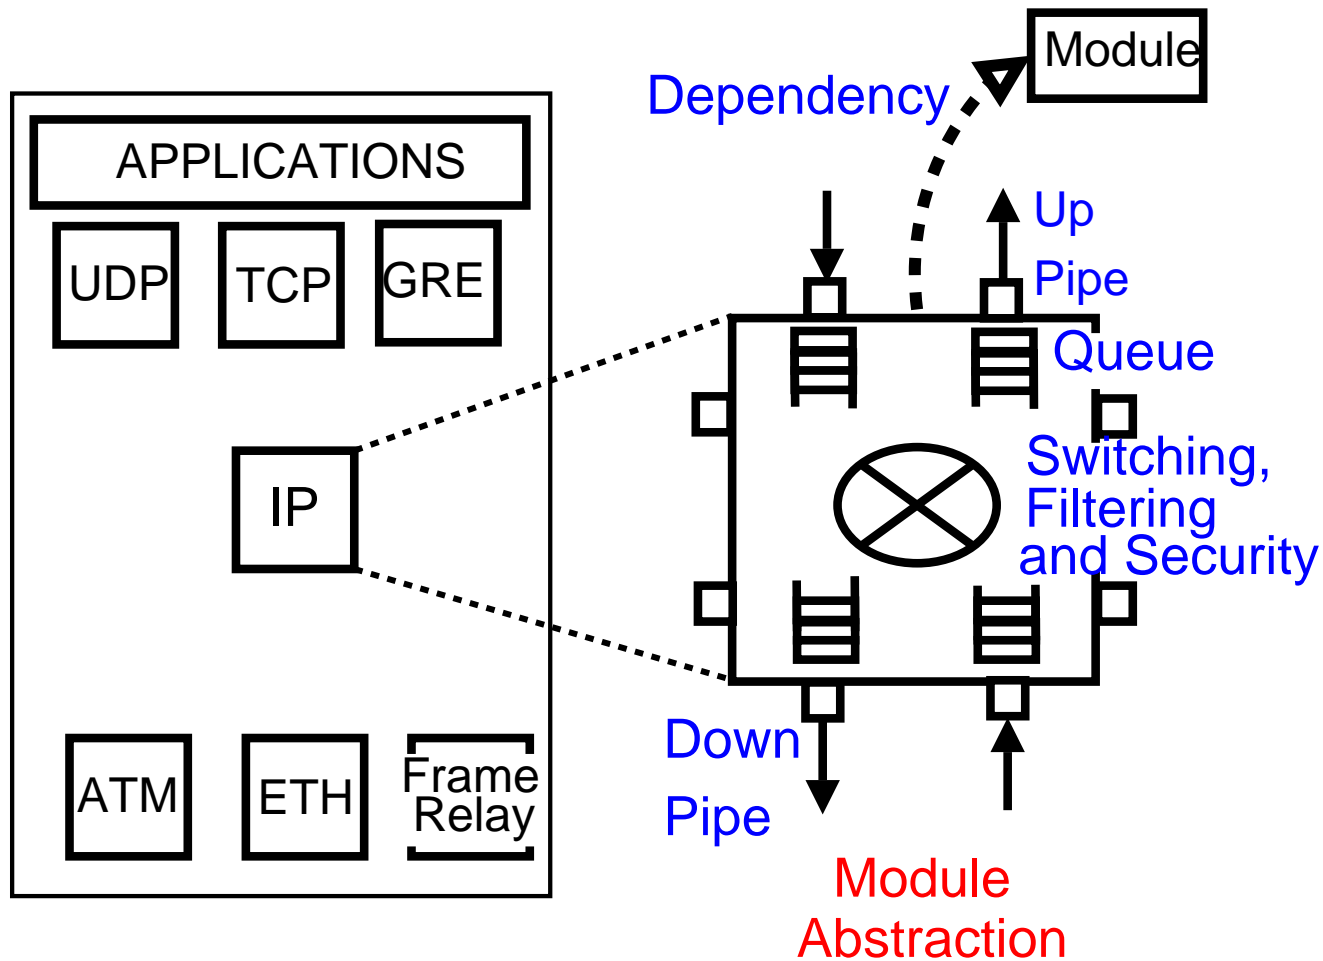 APPLICATIONS
UDP
TCP
GRE
IP
ATM
ETH
Frame
Relay
Module
Dependency
Up
Pipe
Queue
Switching,
Filtering
and Security
Down
Pipe
Module
Abstraction